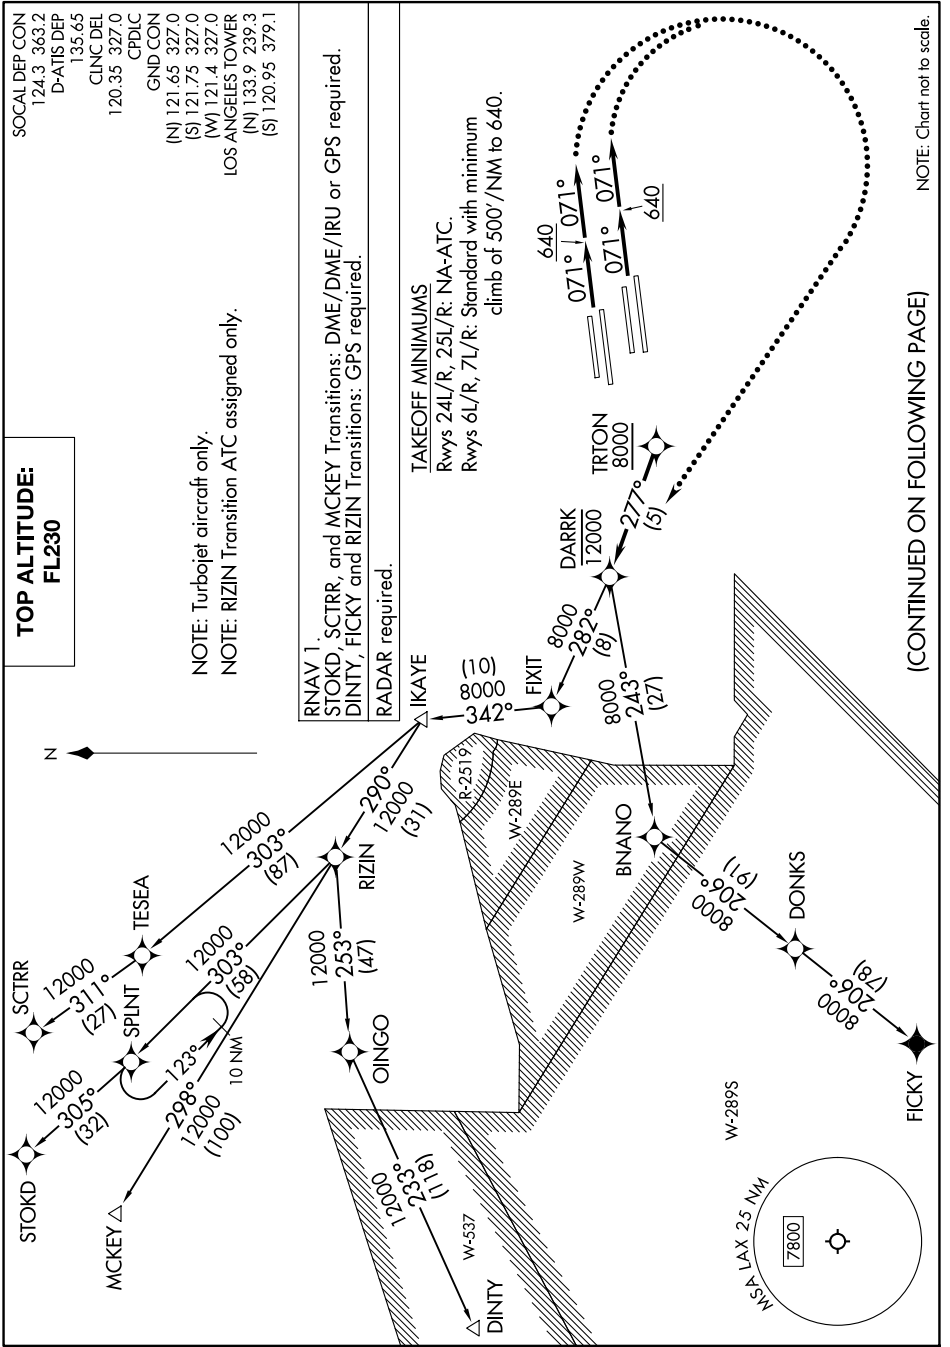 TOP ALTITUDE:
FL230
SOCAL DEP CON
124.3 363.2
D-ATIS DEP
135.65
CLNC DEL
120.35 327.0
CPDLC
GND CON
(N) 121.65 327.0
(S) 121.75 327.0
(W) 121.4 327.0
LOS ANGELES TOWER
(N) 133.9 239.3
(S) 120.95 379.1
NOTE: Turbojet aircraft only.
NOTE: RIZIN Transition ATC assigned only.
N
RNAV 1.
STOKD, SCTRR, and MCKEY Transitions: DME/DME/IRU or GPS required.
DINTY, FICKY and RIZIN Transitions: GPS required.
RADAR required.
TAKEOFF MINIMUMS
Rwys 24L/R, 25L/R: NA-ATC.
Rwys 6L/R, 7L/R: Standard with minimum
climb of 500'/NM to 640.
STOKD
12000
305°
(32)
SCTRR
12000
311°
(27)
SPLNT
TESEA
12000
303°
(87)
12000
303°
(58)
123°
10 NM
MCKEY
298°
12000
(100)
RIZIN
290°
12000
(31)
IKAYE
(10)
8000
342°
FIXIT
8000
282°
(8)
DARRK
12000
277°
(5)
TRTON
8000
640
071°
071°
071°
071°
640
12000
253°
(47)
OINGO
12000
233°
(118)
DINTY
W-537
R-2519
W-289E
W-289W
W-289S
8000
243°
(27)
BNANO
8000
206°
(91)
DONKS
8000
206°
(78)
FICKY
MSA LAX 25 NM
7800
(CONTINUED ON FOLLOWING PAGE)
NOTE: Chart not to scale.